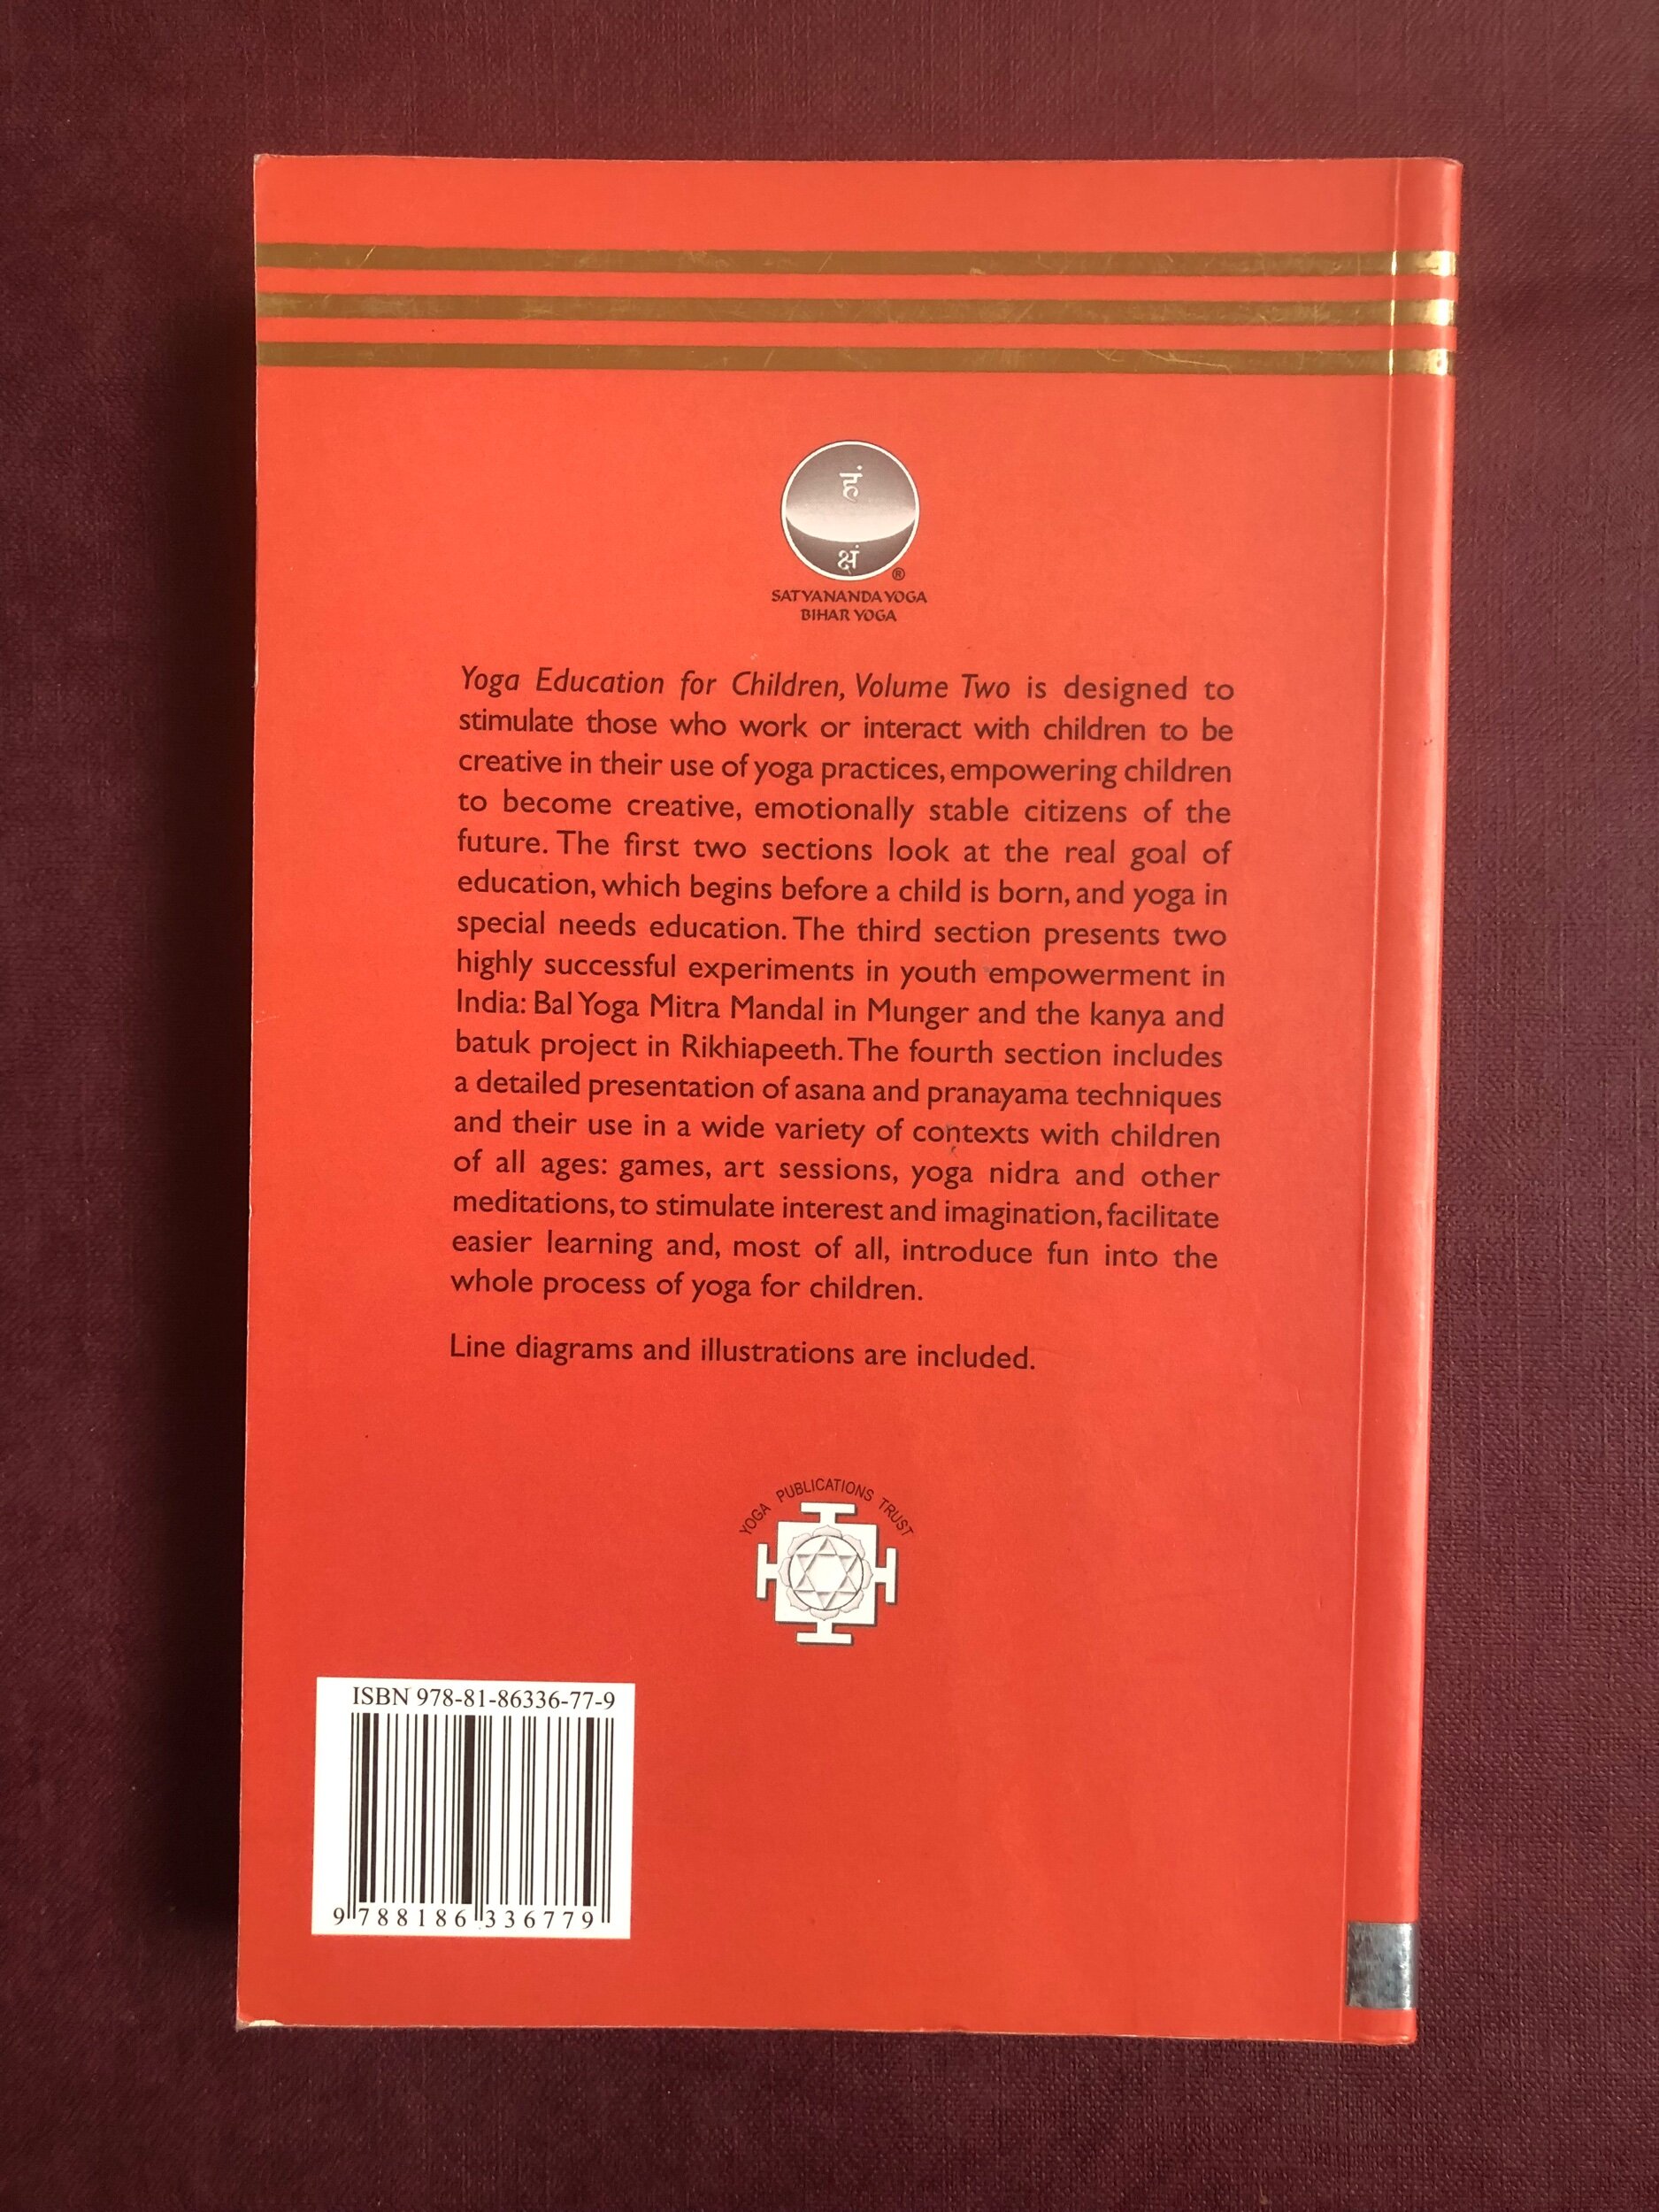 हं
क्षं
®
SATYANANDA YOGA
BIHAR YOGA
Yoga Education for Children, Volume Two is designed to
stimulate those who work or interact with children to be
creative in their use of yoga practices, empowering children
to become creative, emotionally stable citizens of the
future. The first two sections look at the real goal of
education, which begins before a child is born, and yoga in
special needs education. The third section presents two
highly successful experiments in youth empowerment in
India: Bal Yoga Mitra Mandal in Munger and the kanya and
batuk project in Rikhiapeeth. The fourth section includes
a detailed presentation of asana and pranayama techniques
and their use in a wide variety of contexts with children
of all ages: games, art sessions, yoga nidra and other
meditations, to stimulate interest and imagination, facilitate
easier learning and, most of all, introduce fun into the
whole process of yoga for children.
Line diagrams and illustrations are included.
YOGA PUBLICATIONS TRUST
ISBN 978-81-86336-77-9
9 788186 336779